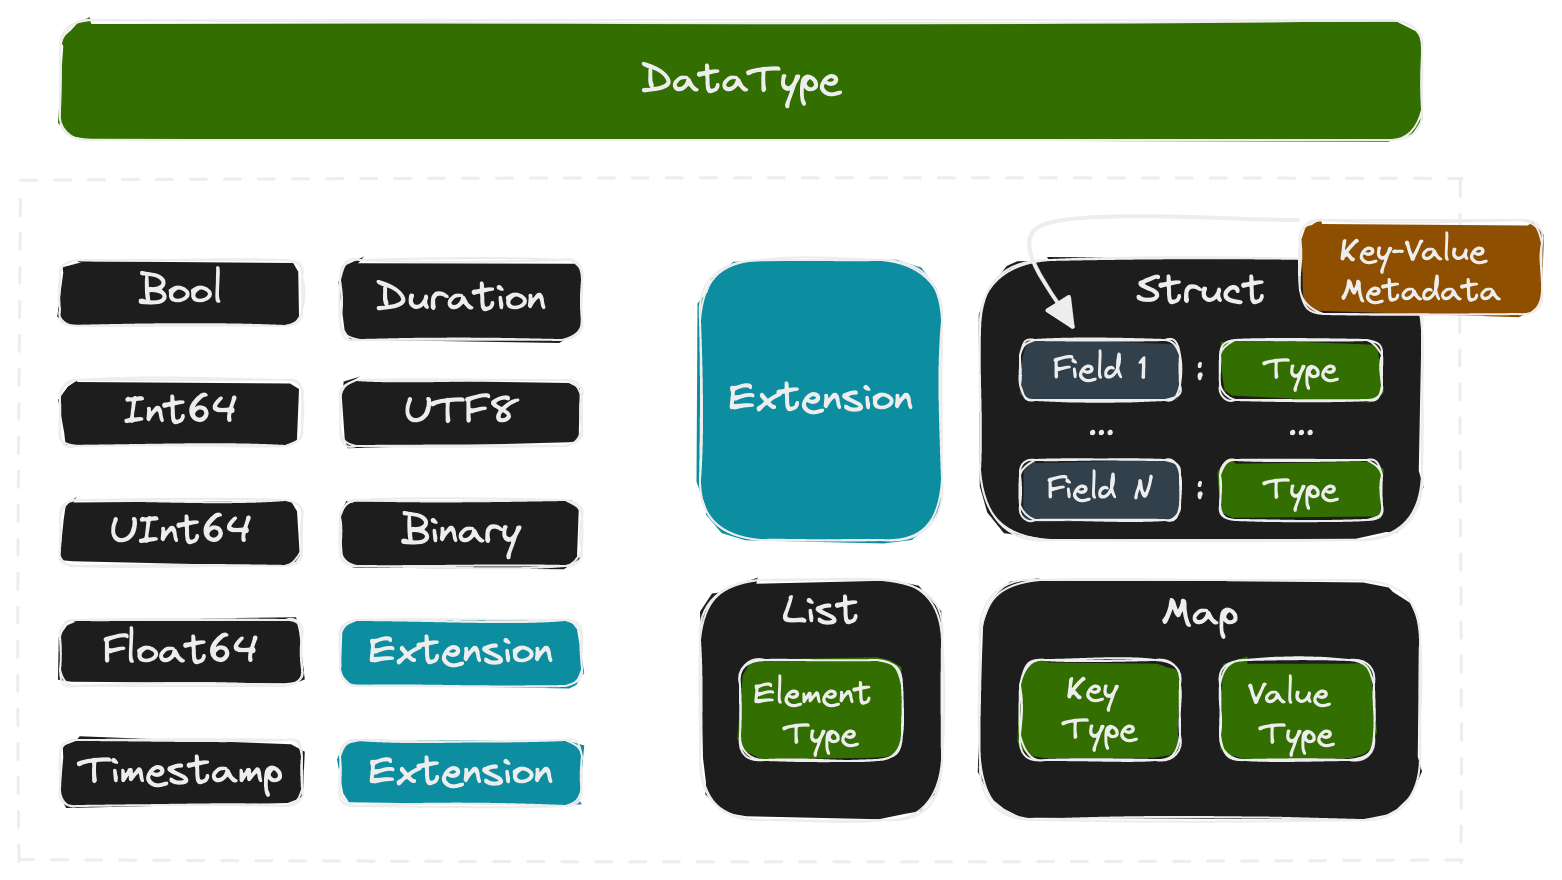 DataType
Bool
Duration
Int64
UTF8
UInt64
Binary
Float64
Extension
Timestamp
Extension
Extension
Key-Value
Metadata
Struct
Field 1 : Type
... ...
Field N : Type
List
Element
Type
Map
Key
Type
Value
Type